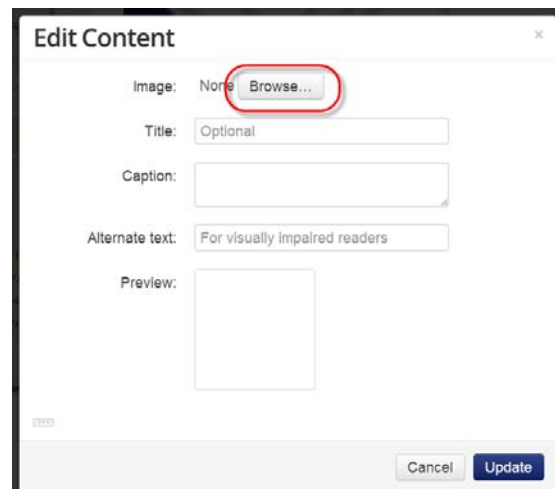 Edit Content
×
Image: None Browse...
Title: Optional
Caption:
Alternate text: For visually impaired readers
Preview:
Cancel Update